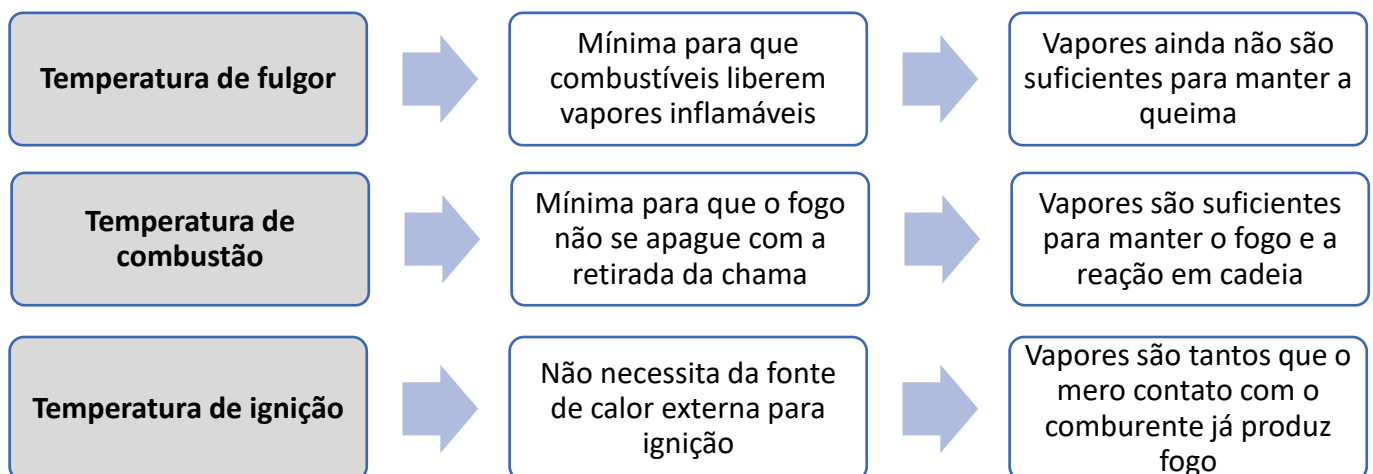 Temperatura de fulgor
Mínima para que
combustíveis liberem
vapores inflamáveis
Vapores ainda não são
suficientes para manter a
queima
Temperatura de
combustão
Mínima para que o fogo
não se apague com a
retirada da chama
Vapores são suficientes
para manter o fogo e a
reação em cadeia
Temperatura de ignição
Não necessita da fonte
de calor externa para
ignição
Vapores são tantos que o
mero contato com o
comburente já produz
fogo